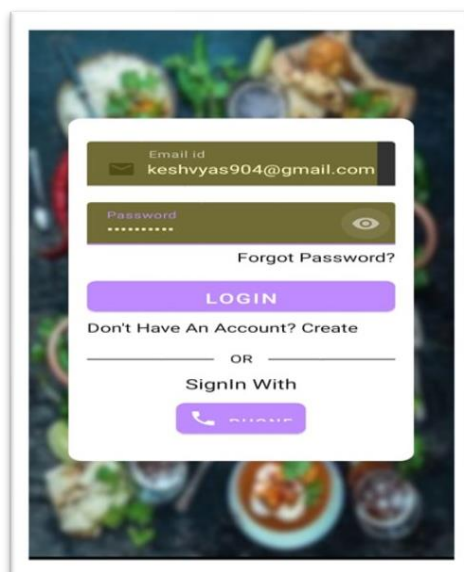 Email id
keshvyas904@gmail.com
Password
••••••••••
Forgot Password?
LOGIN
Don't Have An Account? Create
OR
SignIn With